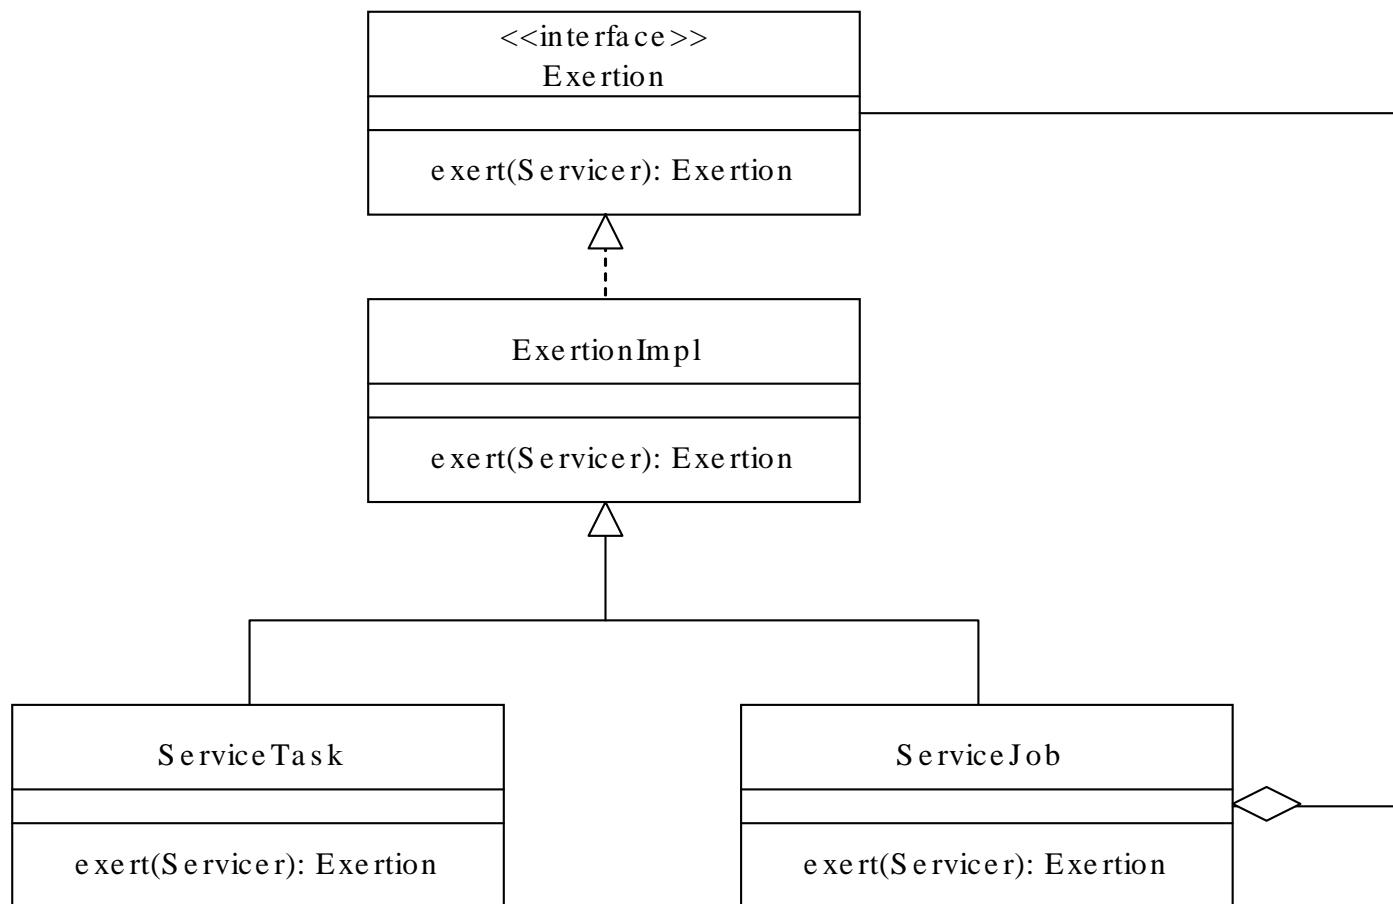 <<interface>>
Exertion
exert(Servicer): Exertion
ExertionImpl
exert(Servicer): Exertion
ServiceTask
ServiceJob
exert(Servicer): Exertion
exert(Servicer): Exertion